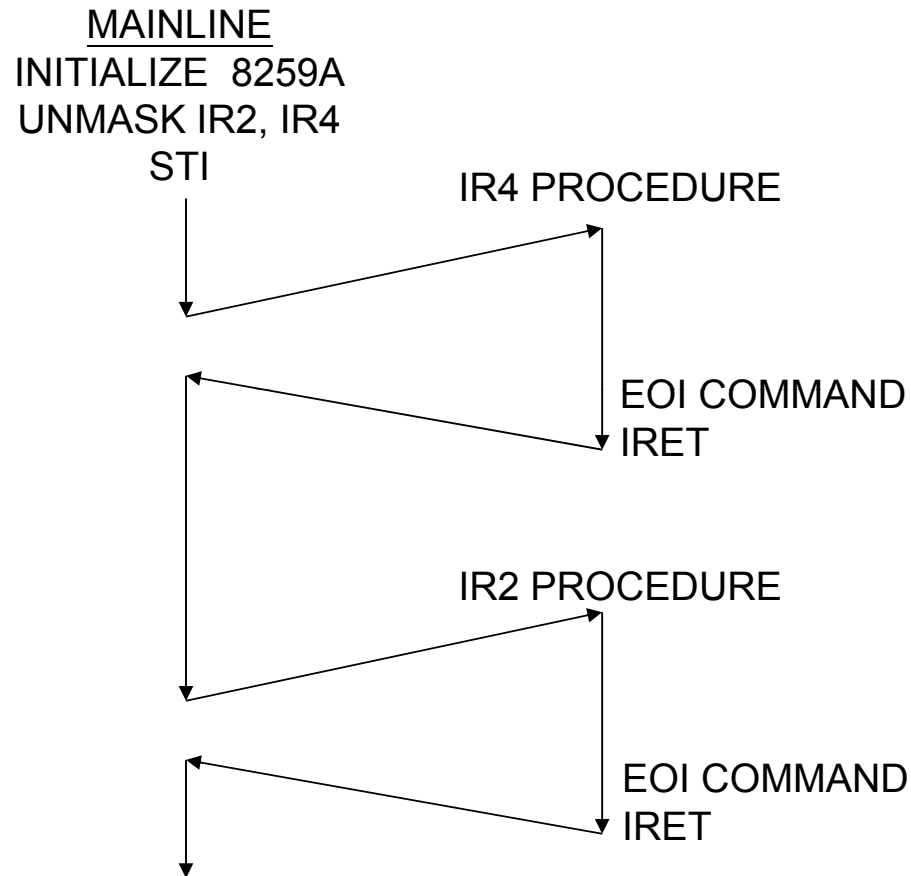 MAINLINE
INITIALIZE 8259A
UNMASK IR2, IR4
STI
IR4 PROCEDURE
EOI COMMAND
IRET
IR2 PROCEDURE
EOI COMMAND
IRET